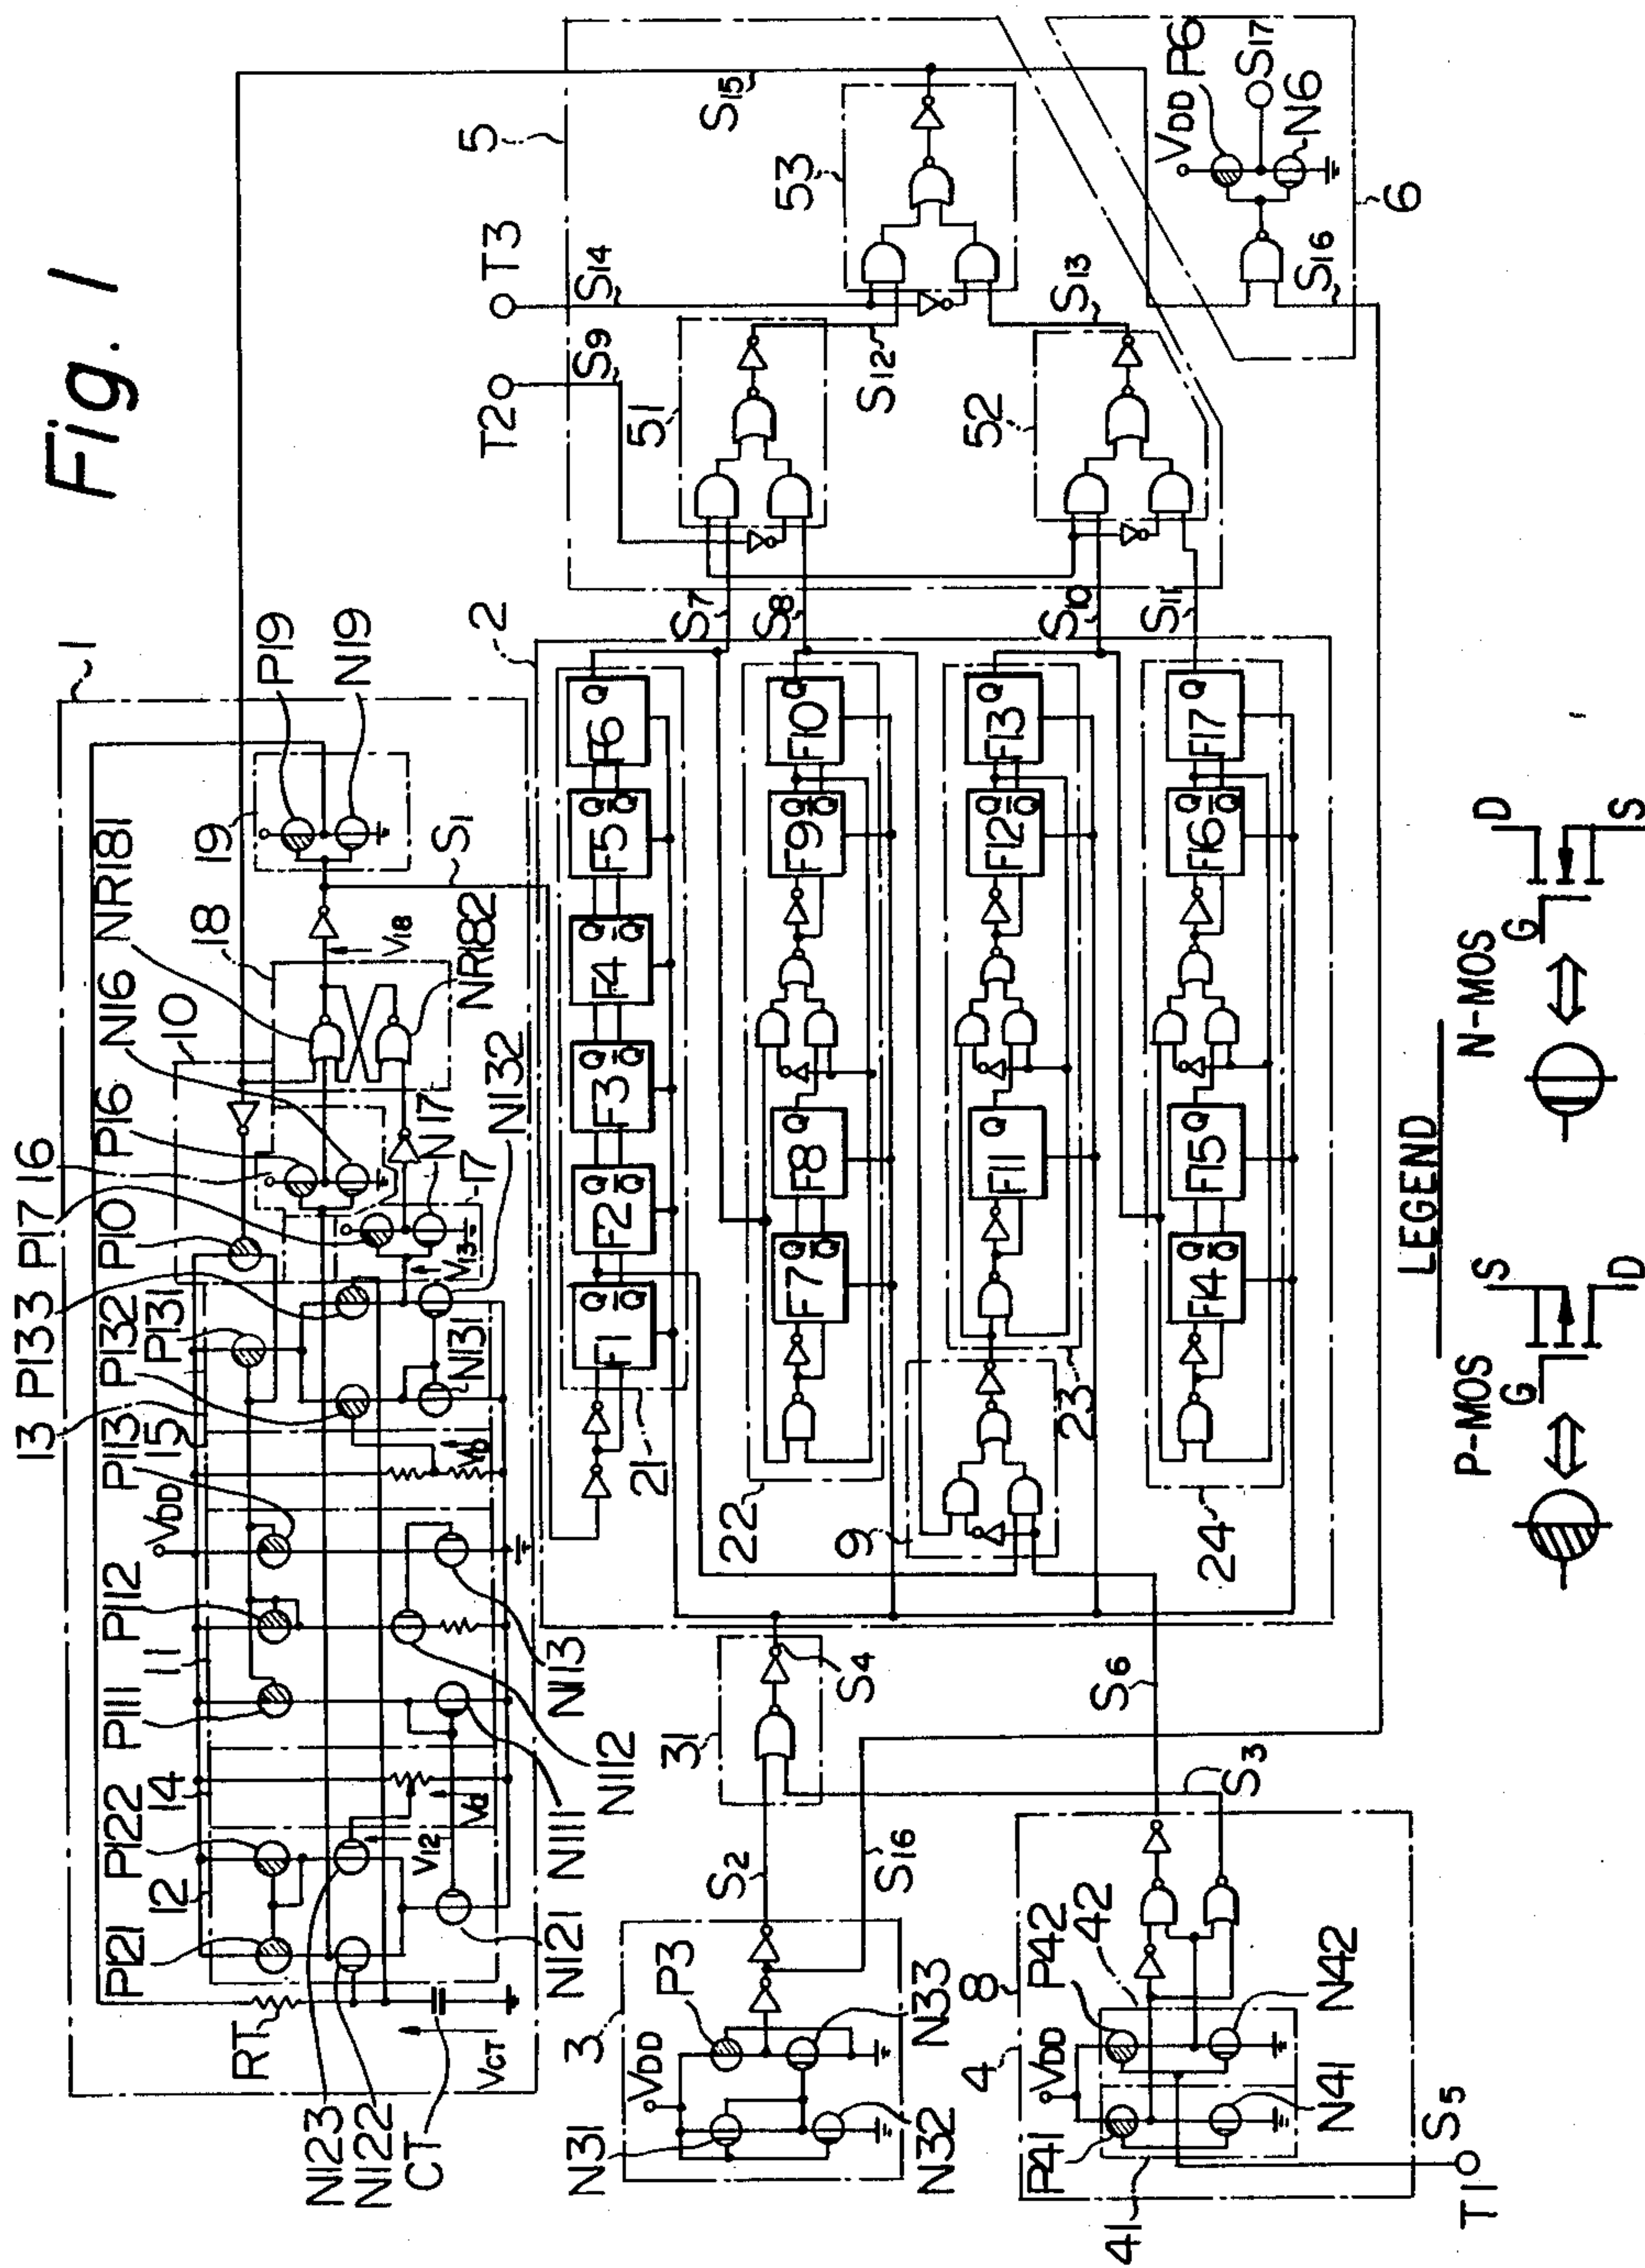 Fig. 1
1
13
P133
P17
16
P132
P10
P16
N16
NR181
P131
10
18
19
P19
N19
P113
15
VDD
P112
11
P111
14
P122
12
P121
RT
N123
N122
CT
VCT
N121
V12
Va
N111
N112
N113
Vb
N131
N132
V13
17
N17
NR182
V18
S1
2
21
F1
Q
Q̅
F2
Q
Q̅
F3
Q
Q̅
F4
Q
Q̅
F5
Q
Q̅
F6
Q
22
F7
Q
Q̅
F8
Q
F9
Q
Q̅
F10
Q
9
23
F11
Q
F12
Q
Q̅
F13
Q
24
F14
Q
Q̅
F15
Q
F16
Q
Q̅
F17
Q
S7
S8
S10
S11
T2
T3
S9
S14
5
51
52
53
S12
S13
S15
VDD
P6
S17
N6
6
S16
3
VDD
P3
N31
N32
N33
S2
S16
31
S4
S3
S6
8
4
VDD
P42
42
P41
41
N41
N42
S5
T1
LEGEND
P-MOS
G
S
D
N-MOS
G
D
S